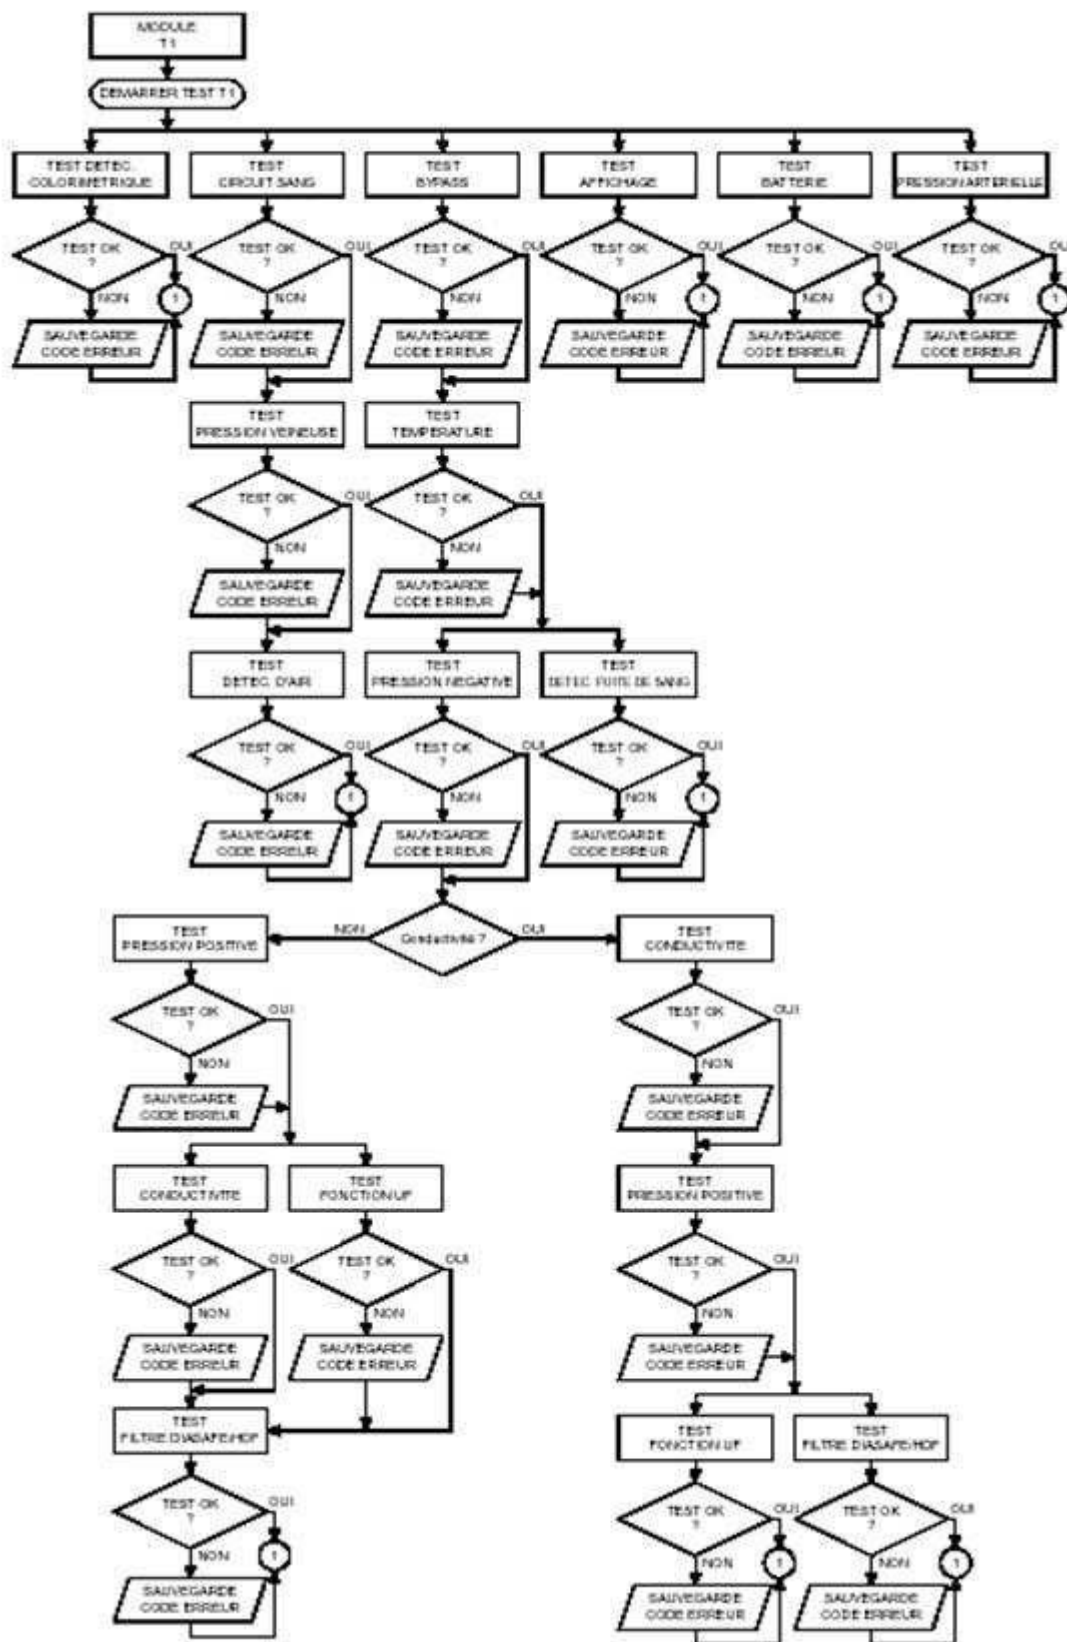 MODULE
T1
DEMARRER TEST T1
TEST DETEC.
COLORIMETRIQUE
TEST
CIRCUIT SANG
TEST
BYPASS
TEST
AFFICHAGE
TEST
BATTERIE
TEST
PRESSION ARTERIELLE
TEST OK
?
OUI
NON
1
SAUVEGARDE
CODE ERREUR
TEST OK
?
OUI
NON
SAUVEGARDE
CODE ERREUR
TEST OK
?
OUI
NON
SAUVEGARDE
CODE ERREUR
TEST OK
?
OUI
NON
1
SAUVEGARDE
CODE ERREUR
TEST OK
?
OUI
NON
1
SAUVEGARDE
CODE ERREUR
TEST OK
?
OUI
NON
1
SAUVEGARDE
CODE ERREUR
TEST
PRESSION VEINEUSE
TEST
TEMPERATURE
TEST OK
?
OUI
NON
SAUVEGARDE
CODE ERREUR
TEST OK
?
OUI
NON
SAUVEGARDE
CODE ERREUR
TEST
DETEC. D'AIR
TEST
PRESSION NEGATIVE
TEST
DETEC. FUITE DE SANG
TEST OK
?
OUI
NON
1
SAUVEGARDE
CODE ERREUR
TEST OK
?
OUI
NON
SAUVEGARDE
CODE ERREUR
TEST OK
?
OUI
NON
1
SAUVEGARDE
CODE ERREUR
TEST
PRESSION POSITIVE
NON
Conductivité ?
OUI
TEST
CONDUCTIVITE
TEST OK
?
OUI
NON
SAUVEGARDE
CODE ERREUR
TEST OK
?
OUI
NON
SAUVEGARDE
CODE ERREUR
TEST
CONDUCTIVITE
TEST
FONCTION UF
TEST
PRESSION POSITIVE
TEST OK
?
OUI
NON
SAUVEGARDE
CODE ERREUR
TEST OK
?
OUI
NON
SAUVEGARDE
CODE ERREUR
TEST OK
?
OUI
NON
SAUVEGARDE
CODE ERREUR
TEST
FILTRE DIASAFE/HDF
TEST
FONCTION UF
TEST
FILTRE DIASAFE/HDF
TEST OK
?
OUI
NON
1
SAUVEGARDE
CODE ERREUR
TEST OK
?
OUI
NON
1
SAUVEGARDE
CODE ERREUR
TEST OK
?
OUI
NON
1
SAUVEGARDE
CODE ERREUR